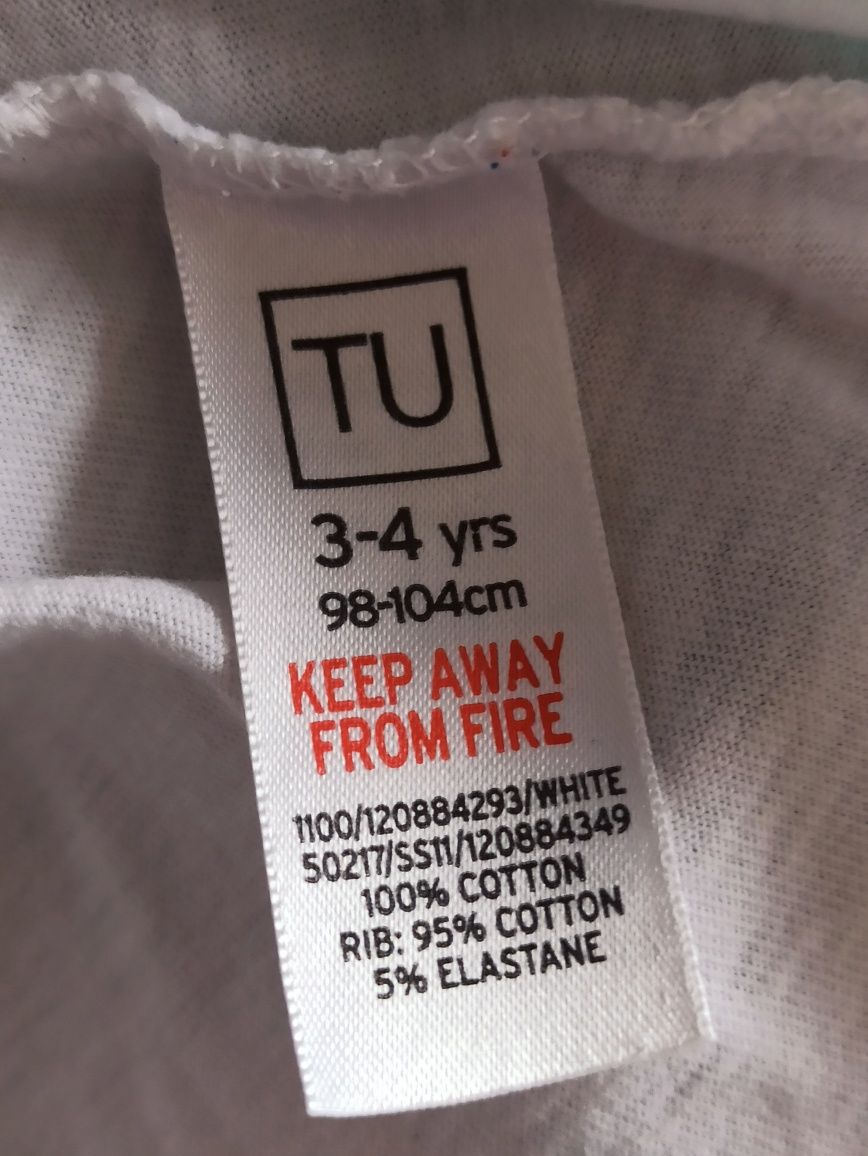 TU
3-4 yrs
98-104cm
KEEP AWAY
FROM FIRE
1100/120884293/WHITE
50217/SS11/120884349
100% COTTON
RIB: 95% COTTON
5% ELASTANE